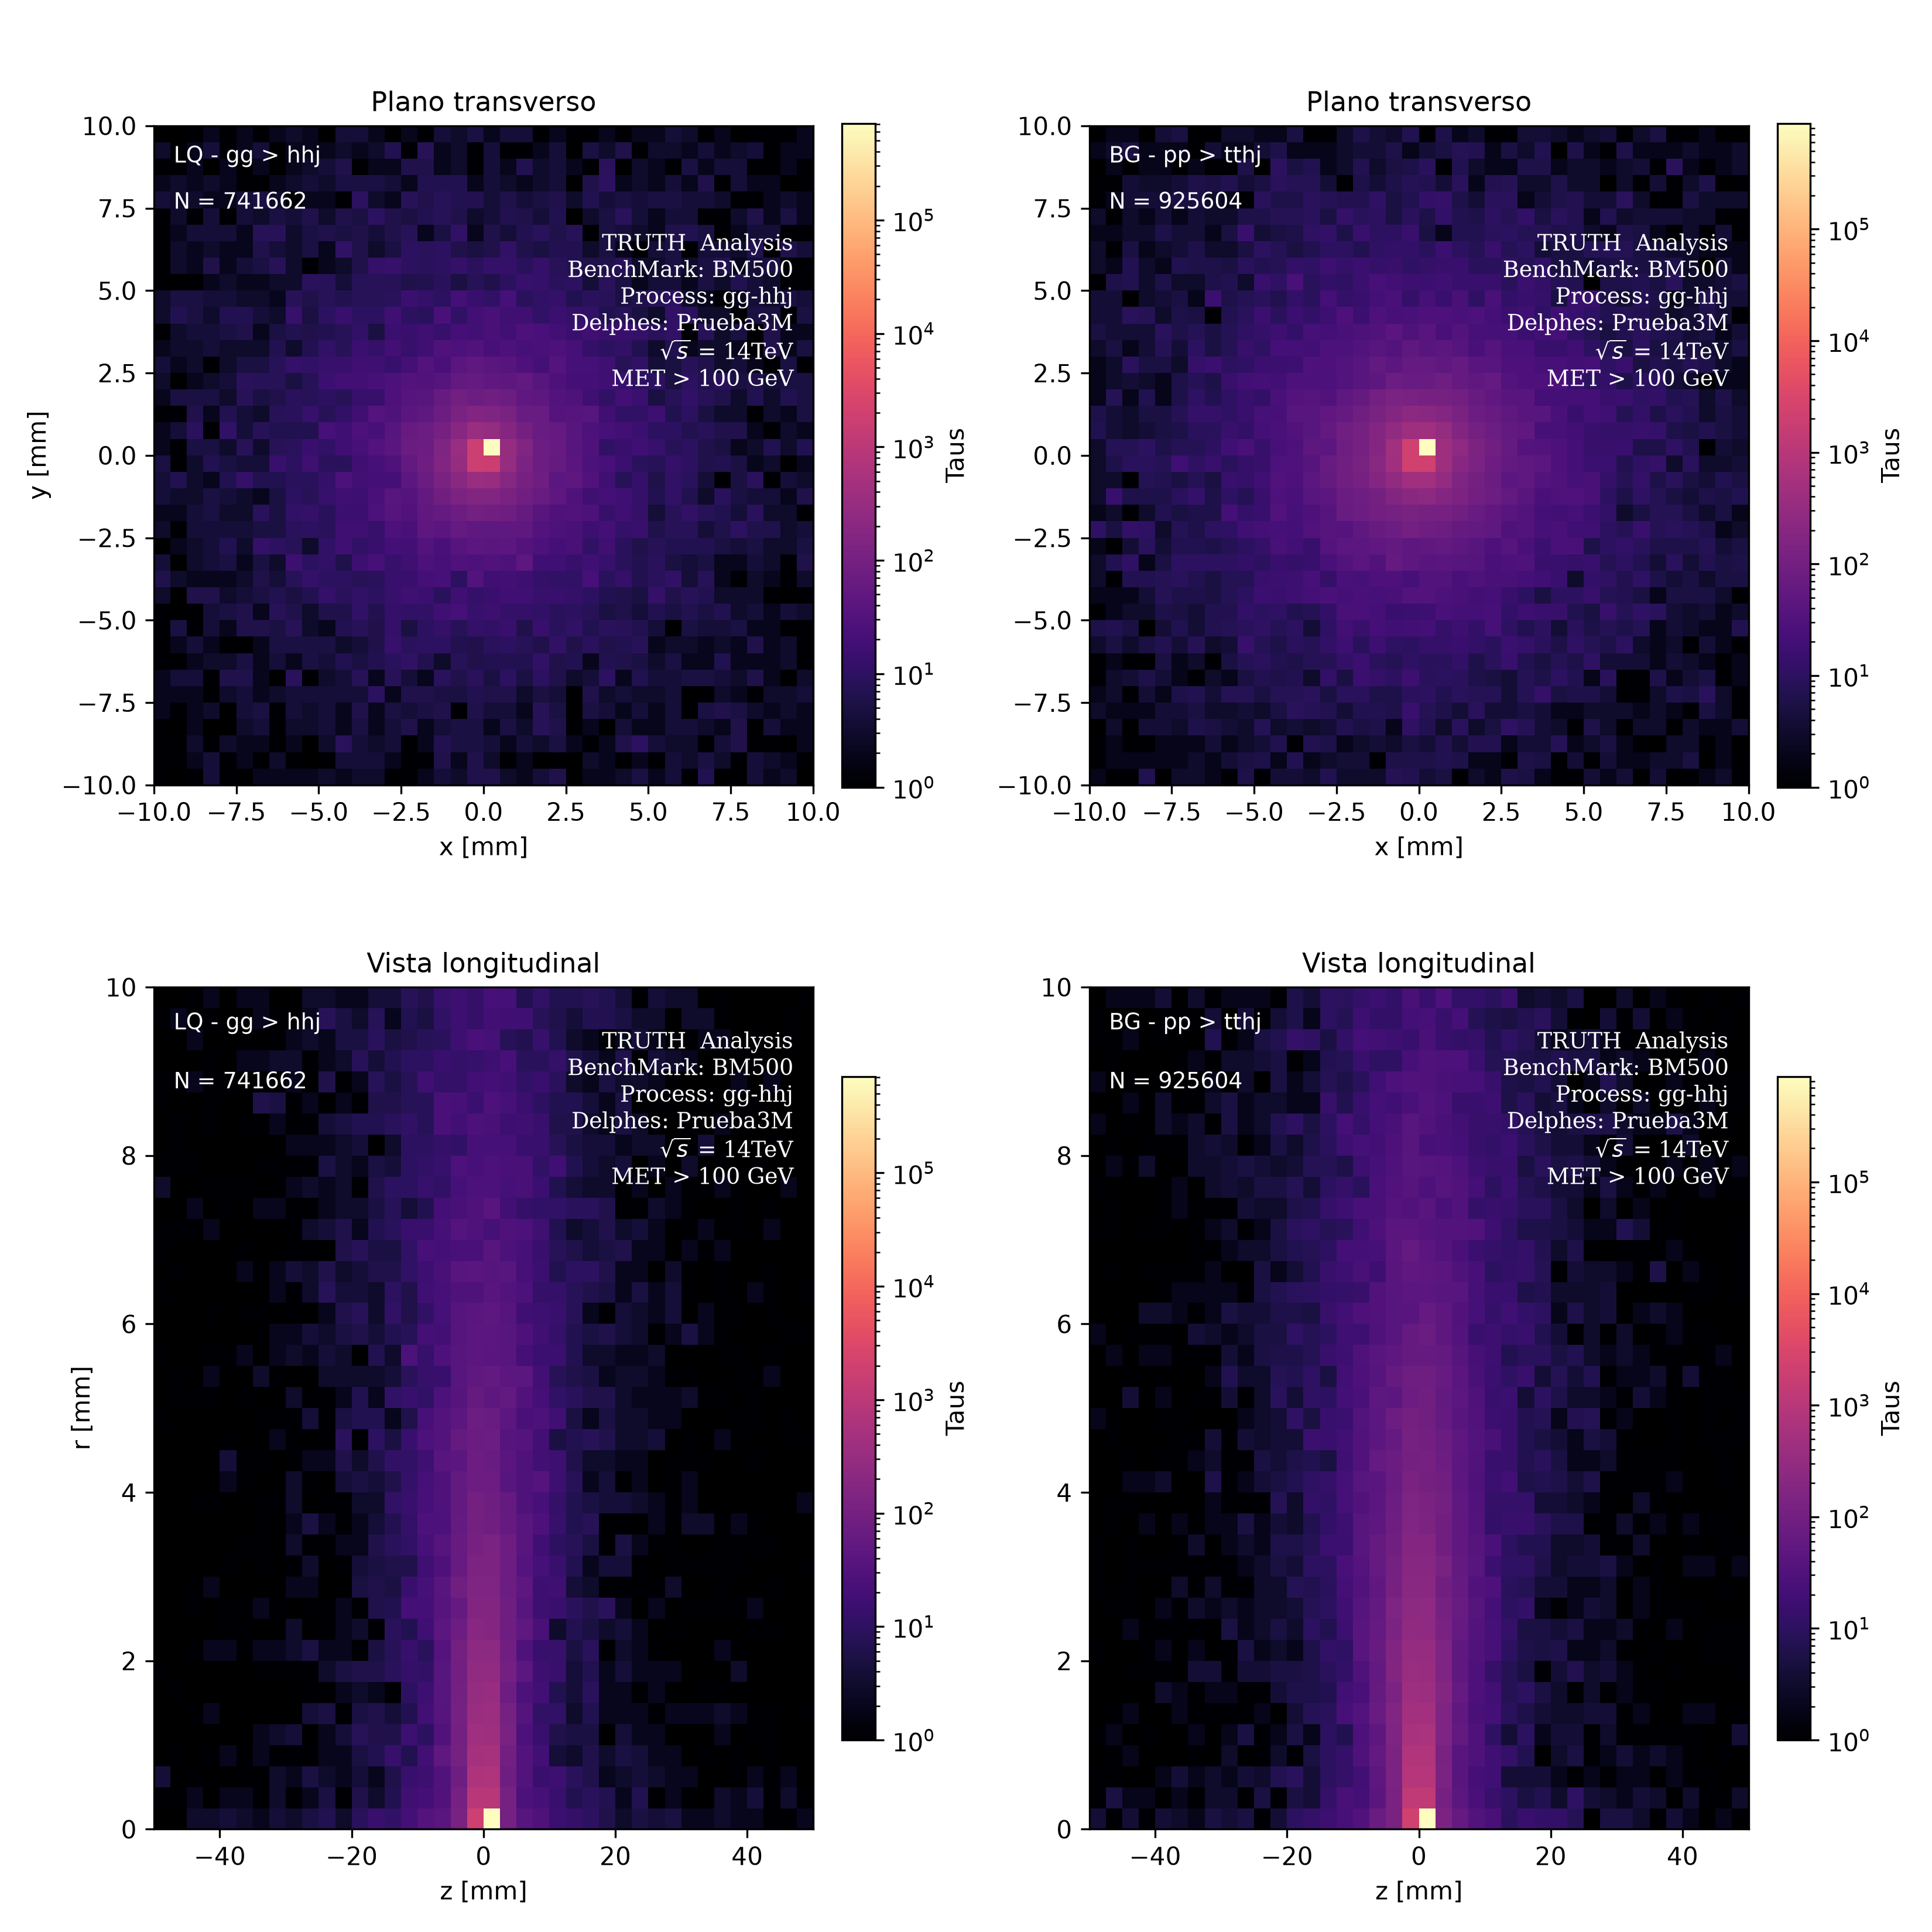 Plano transverso
LQ - gg > hhj
N = 741662
TRUTH  Analysis
BenchMark: BM500
Process: gg-hhj
Delphes: Prueba3M
√s = 14TeV
MET > 100 GeV
10.0
7.5
5.0
2.5
0.0
−2.5
−5.0
−7.5
−10.0
y [mm]
−10.0 −7.5 −5.0 −2.5 0.0 2.5 5.0 7.5 10.0
x [mm]
10⁵
10⁴
10³
10²
10¹
10⁰
Taus
Plano transverso
BG - pp > tthj
N = 925604
TRUTH  Analysis
BenchMark: BM500
Process: gg-hhj
Delphes: Prueba3M
√s = 14TeV
MET > 100 GeV
10.0
7.5
5.0
2.5
0.0
−2.5
−5.0
−7.5
−10.0
−10.0 −7.5 −5.0 −2.5 0.0 2.5 5.0 7.5 10.0
x [mm]
10⁵
10⁴
10³
10²
10¹
10⁰
Taus
Vista longitudinal
LQ - gg > hhj
N = 741662
TRUTH  Analysis
BenchMark: BM500
Process: gg-hhj
Delphes: Prueba3M
√s = 14TeV
MET > 100 GeV
10
8
6
4
2
0
r [mm]
−40 −20 0 20 40
z [mm]
10⁵
10⁴
10³
10²
10¹
10⁰
Taus
Vista longitudinal
BG - pp > tthj
N = 925604
TRUTH  Analysis
BenchMark: BM500
Process: gg-hhj
Delphes: Prueba3M
√s = 14TeV
MET > 100 GeV
10
8
6
4
2
0
−40 −20 0 20 40
z [mm]
10⁵
10⁴
10³
10²
10¹
10⁰
Taus